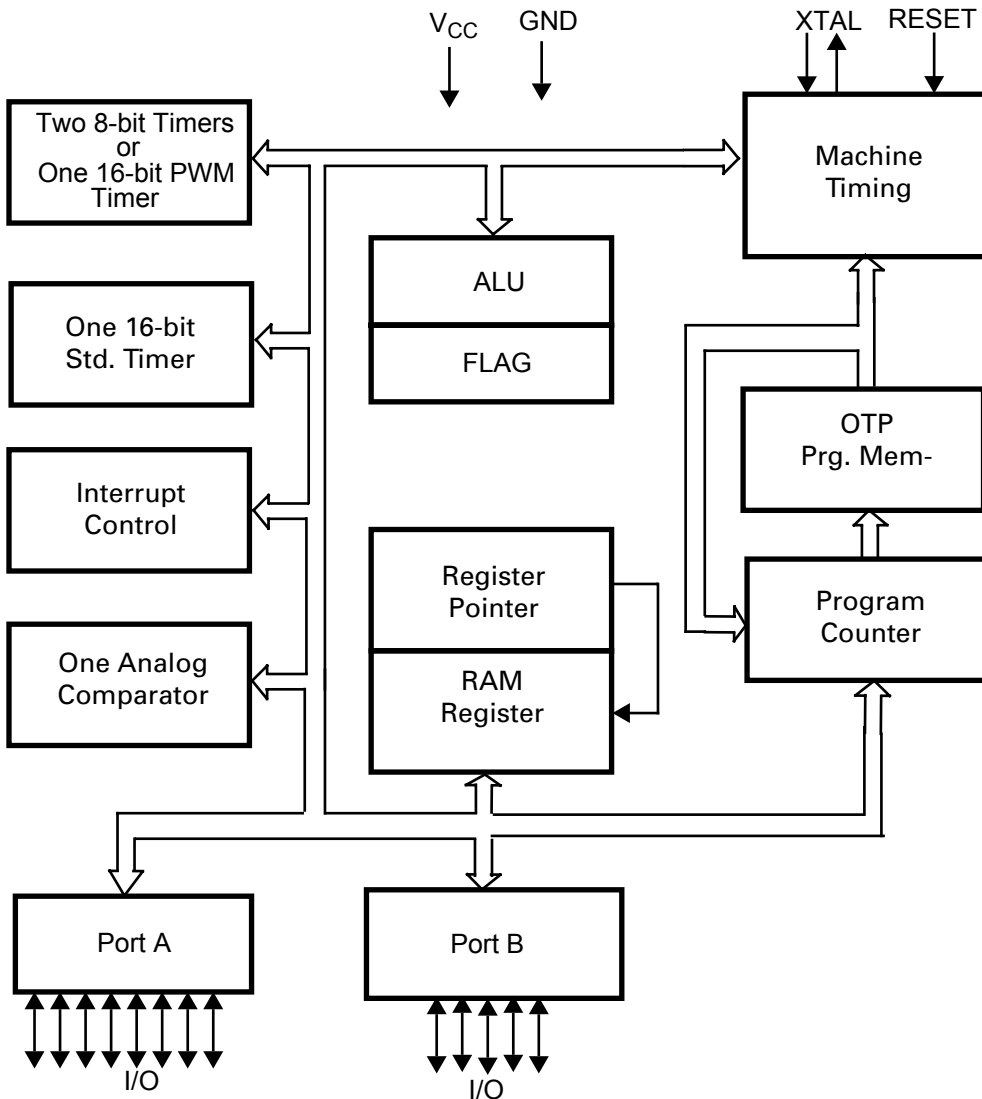 V_CC
GND
XTAL
RESET
Two 8-bit Timers
or
One 16-bit PWM
Timer
Machine
Timing
ALU
FLAG
One 16-bit
Std. Timer
OTP
Prg. Mem-
Interrupt
Control
Register
Pointer
Program
Counter
One Analog
Comparator
RAM
Register
Port A
Port B
I/O
I/O